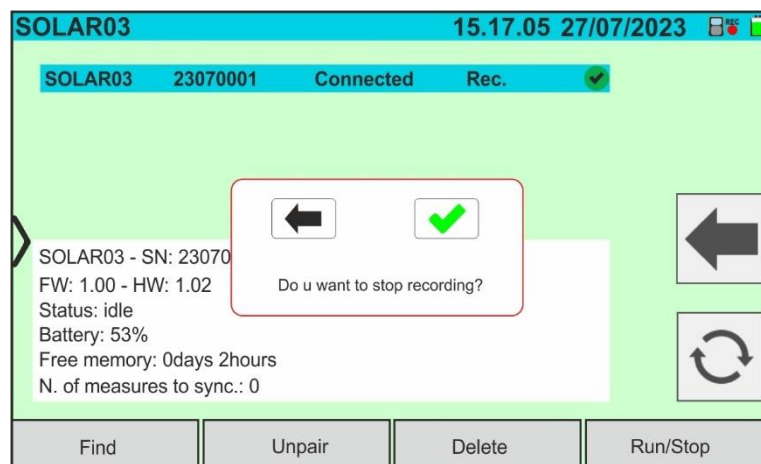 SOLAR03 15.17.05 27/07/2023 REC
SOLAR03 23070001 Connected Rec.
SOLAR03 - SN: 23070
FW: 1.00 - HW: 1.02
Do u want to stop recording?
Status: idle
Battery: 53%
Free memory: 0days 2hours
N. of measures to sync.: 0
Find Unpair Delete Run/Stop